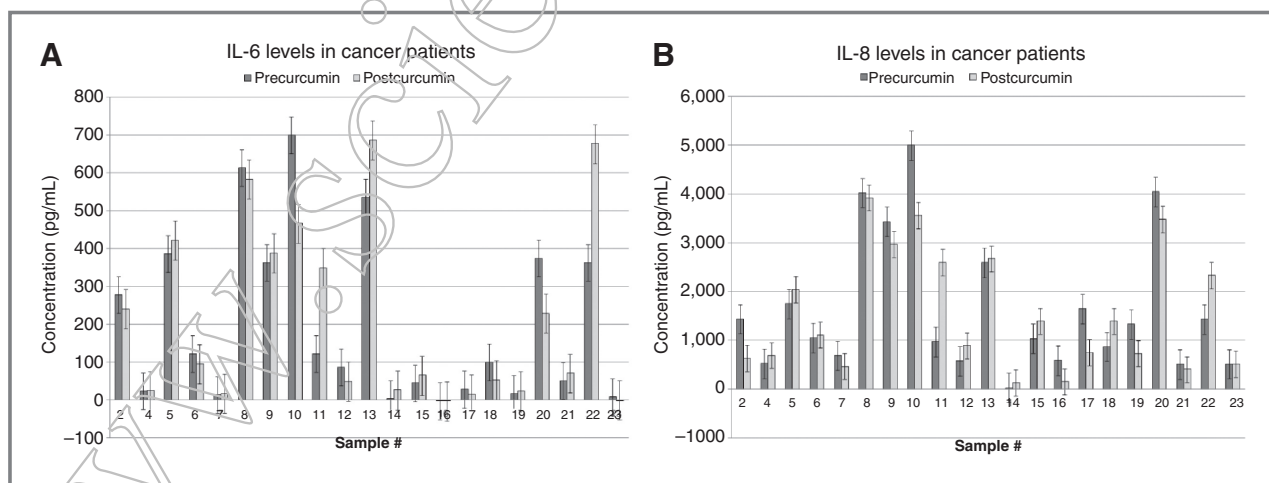 A
IL-6 levels in cancer patients
Precurcumin Postcurcumin
800
700
600
500
400
300
200
100
0
–100
Concentration (pg/mL)
2 4 5 6 7 8 9 10 11 12 13 14 15 16 17 18 19 20 21 22 23
Sample #
B
IL-8 levels in cancer patients
Precurcumin Postcurcumin
6,000
5,000
4,000
3,000
2,000
1,000
0
–1000
Concentration (pg/mL)
2 4 5 6 7 8 9 10 11 12 13 14 15 16 17 18 19 20 21 22 23
Sample #
w.scie